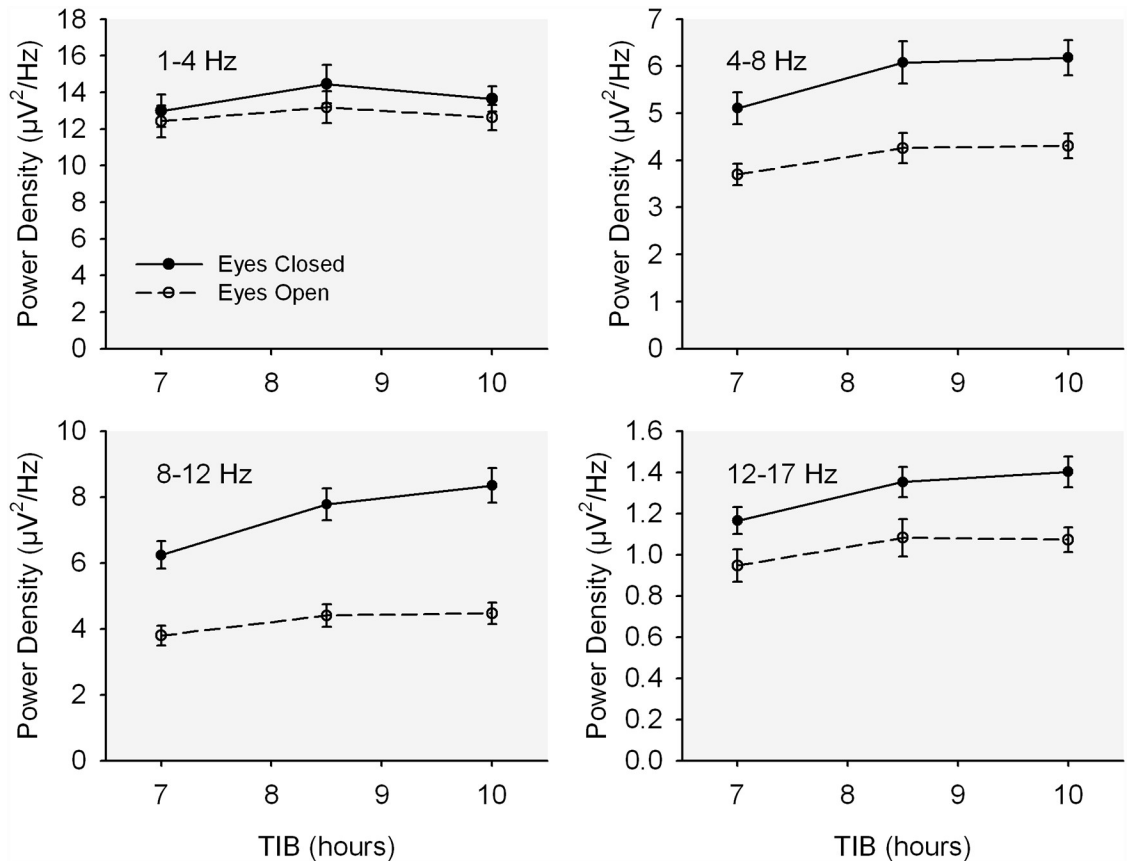 1-4 Hz
Power Density (µV²/Hz)
18
16
14
12
10
8
6
4
2
0
Eyes Closed
Eyes Open
7 8 9 10
4-8 Hz
Power Density (µV²/Hz)
7
6
5
4
3
2
1
0
7 8 9 10
8-12 Hz
Power Density (µV²/Hz)
10
8
6
4
2
0
7 8 9 10
TIB (hours)
12-17 Hz
Power Density (µV²/Hz)
1.6
1.4
1.2
1.0
0.8
0.6
0.4
0.2
0.0
7 8 9 10
TIB (hours)